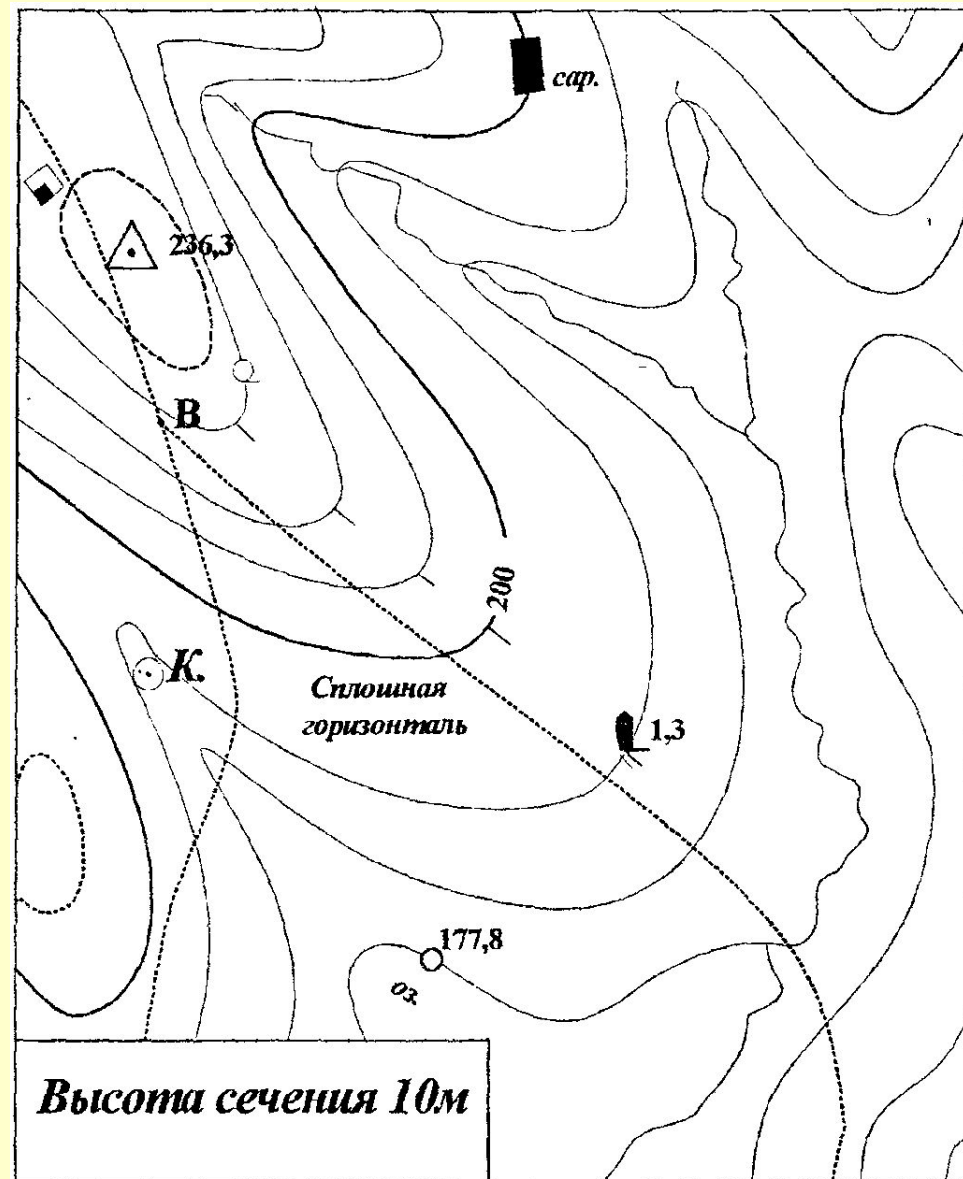 сар.
236,3
В
200
К.
Сплошная
горизонталь
1,3
177,8
оз.
Высота сечения 10м